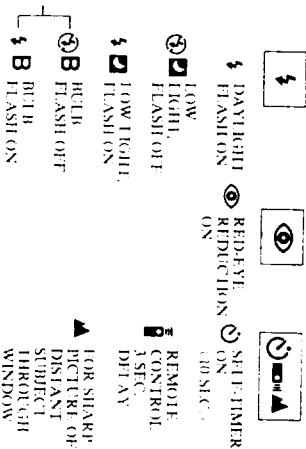 DAYLIGHT
FLASH ON
LOW
LIGHT,
FLASH OFF
LOW LIGHT,
FLASH ON
B BULB
FLASH OFF
B BULB
FLASH ON
RED-EYE
REDUCTION
ON
SELF-TIMER
ON
(10 SEC.)
REMOTE
CONTROL
3 SEC.
DELAY
FOR SHARP
PICTURE OF
DISTANT
SUBJECT
THROUGH
WINDOW